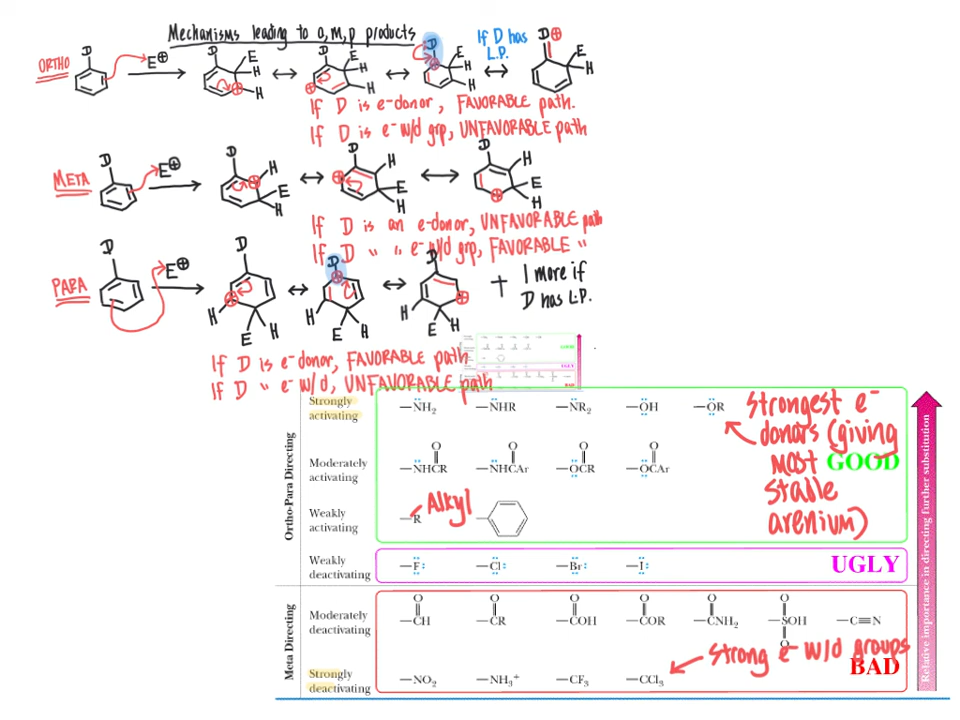 Mechanisms leading to o, m, p products
ORTHO
D
E⊕
D
E
H
⊕
H
D
E
H
⊕
H
D
E
H
⊕
H
If D has
L.P.
D⊕
E
H
If D is e-donor, FAVORABLE path.
If D is e⁻ w/d grp, UNFAVORABLE path
META
D
E⊕
D
H
⊕
E
H
D
H
⊕
E
H
D
E
⊕
H
If D is an e-donor, UNFAVORABLE path
If D " " e⁻ w/d grp, FAVORABLE "
PARA
D
E⊕
D
⊕
H
E
H
D
⊕
H
E
H
D
⊕
H
E
H
+ 1 more if
D has L.P.
If D is e⁻ donor, FAVORABLE path
If D " e⁻ w/d, UNFAVORABLE path
GOOD
UGLY
BAD
Ortho-Para Directing
Strongly
activating
—NH₂ —NHR —NR₂ —OH —OR
Strongest e⁻
donors (giving
most
stable
arenium)
GOOD
Moderately
activating
O O O O
—NHCR —NHCAr —OCR —OCAr
Weakly
activating
—R
Alkyl
Weakly
deactivating
—F: —Cl: —Br: —I:
UGLY
Meta Directing
Moderately
deactivating
O O O O O O
—CH —CR —COH —COR —CNH₂ —SOH —C≡N
O
Strong e⁻ w/d groups
BAD
Strongly
deactivating
—NO₂ —NH₃⁺ —CF₃ —CCl₃
Relative importance in directing further substitution